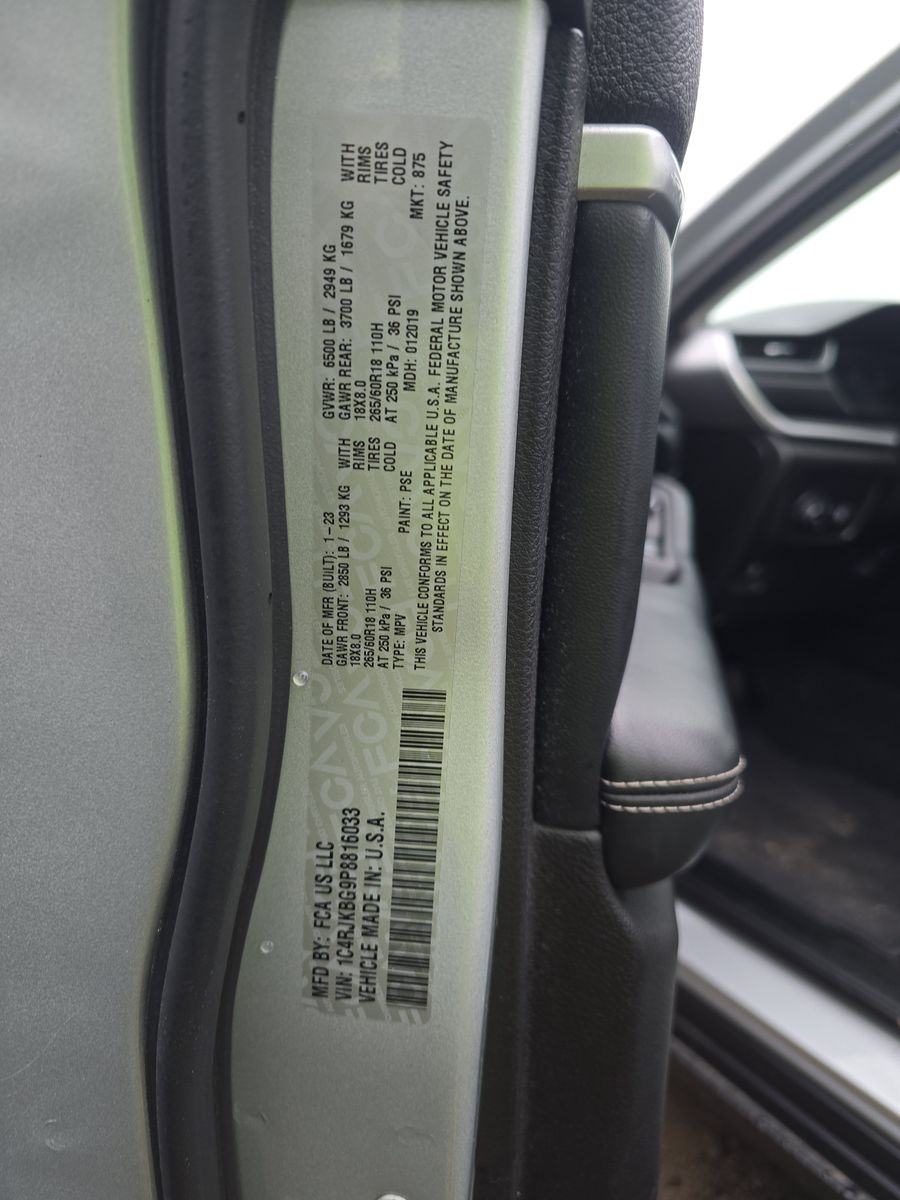 MFD BY: FCA US LLC
VIN: 1C4RJKBG9P8816033
VEHICLE MADE IN: U.S.A.
DATE OF MFR (BUILT): 1-23 GVWR: 6500 LB / 2949 KG
GAWR FRONT: 2850 LB / 1293 KG WITH GAWR REAR: 3700 LB / 1679 KG WITH
18X8.0 RIMS 18X8.0 RIMS
265/60R18 110H TIRES 265/60R18 110H TIRES
AT 250 kPa / 36 PSI COLD AT 250 kPa / 36 PSI COLD
TYPE: MPV PAINT: PSE MDH: 012019 MKT: 875
THIS VEHICLE CONFORMS TO ALL APPLICABLE U.S.A. FEDERAL MOTOR VEHICLE SAFETY
STANDARDS IN EFFECT ON THE DATE OF MANUFACTURE SHOWN ABOVE.